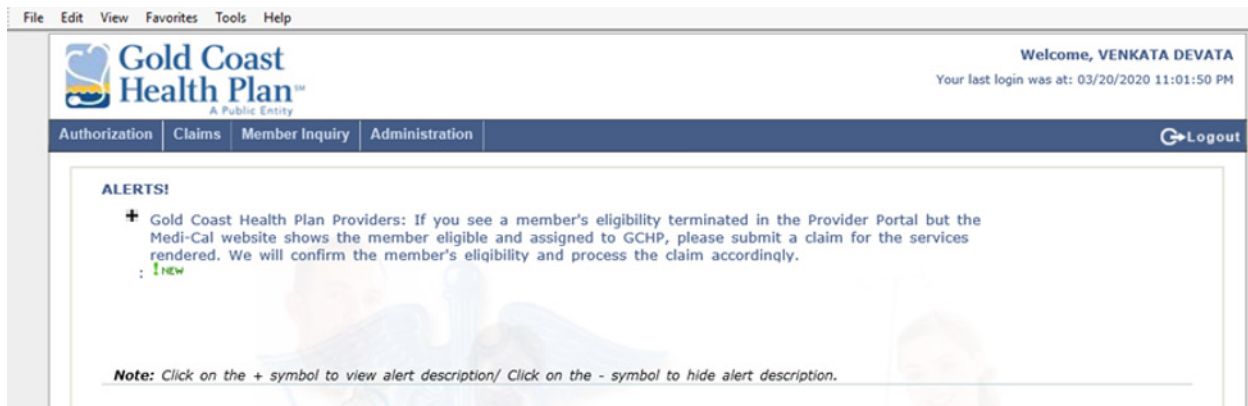 File Edit View Favorites Tools Help
Gold Coast
Health Plan℠
A Public Entity
Welcome, VENKATA DEVATA
Your last login was at: 03/20/2020 11:01:50 PM
Authorization Claims Member Inquiry Administration Logout
ALERTS!
+ Gold Coast Health Plan Providers: If you see a member's eligibility terminated in the Provider Portal but the
Medi-Cal website shows the member eligible and assigned to GCHP, please submit a claim for the services
rendered. We will confirm the member's eligibility and process the claim accordingly.
: ! NEW
Note: Click on the + symbol to view alert description/ Click on the - symbol to hide alert description.